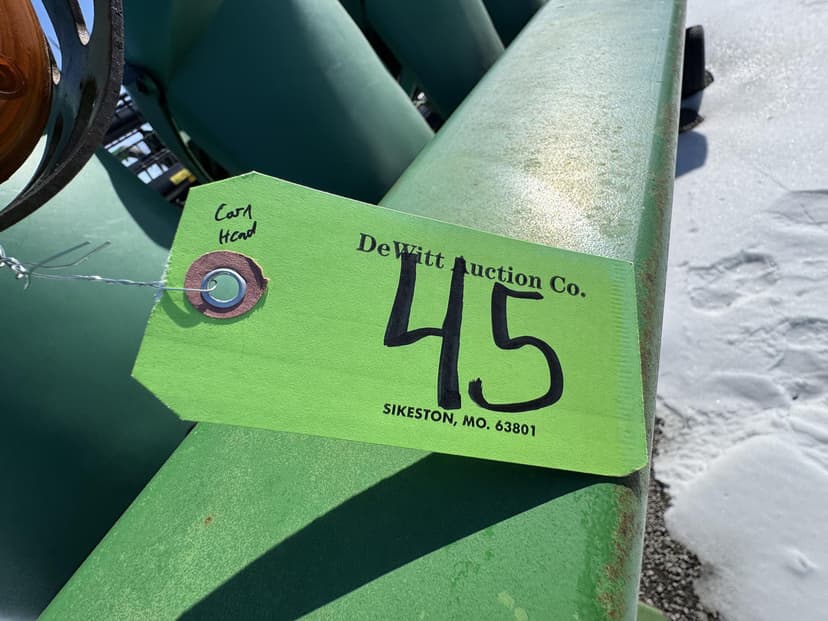 Corn
Head
DeWitt Auction Co.
45
SIKESTON, MO. 63801